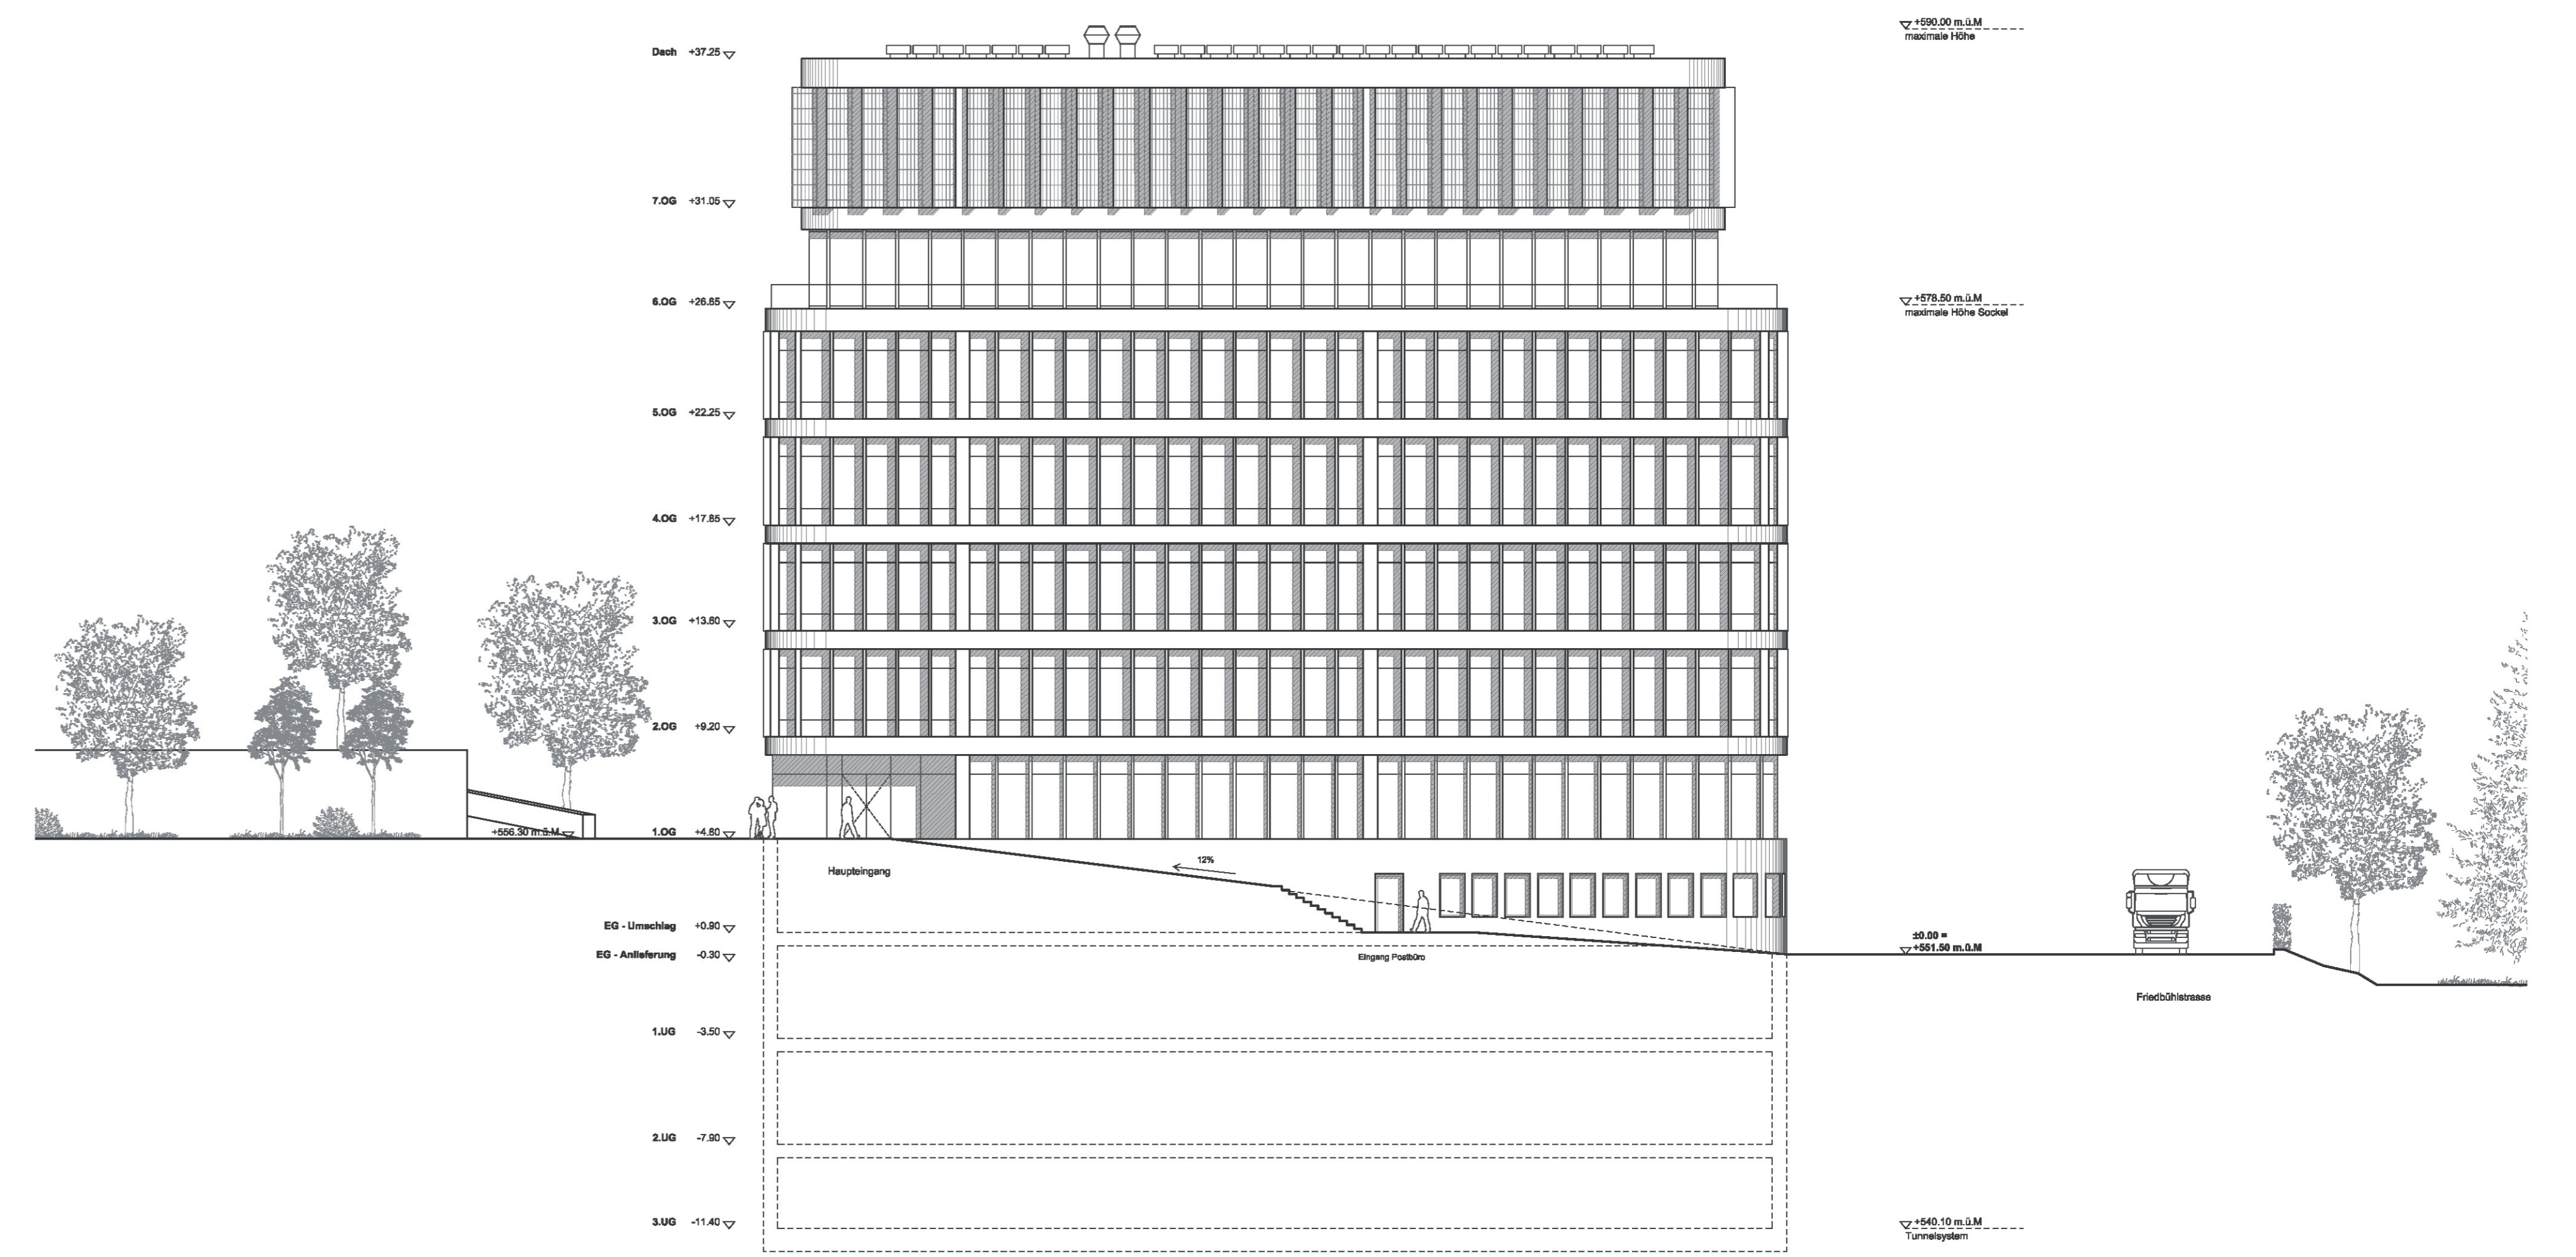 +590.00 m.ü.M
maximale Höhe
Dach +37.25
7.OG +31.05
6.OG +26.85
+578.50 m.ü.M
maximale Höhe Sockel
5.OG +22.25
4.OG +17.85
3.OG +13.60
2.OG +9.20
+556.30 m.ü.M
1.OG +4.80
12%
Haupteingang
EG - Umschlag +0.90
±0.00 =
+551.50 m.ü.M
EG - Anlieferung -0.30
Eingang Postbüro
Friedbühlstrasse
1.UG -3.50
2.UG -7.90
3.UG -11.40
+540.10 m.ü.M
Tunnelsystem